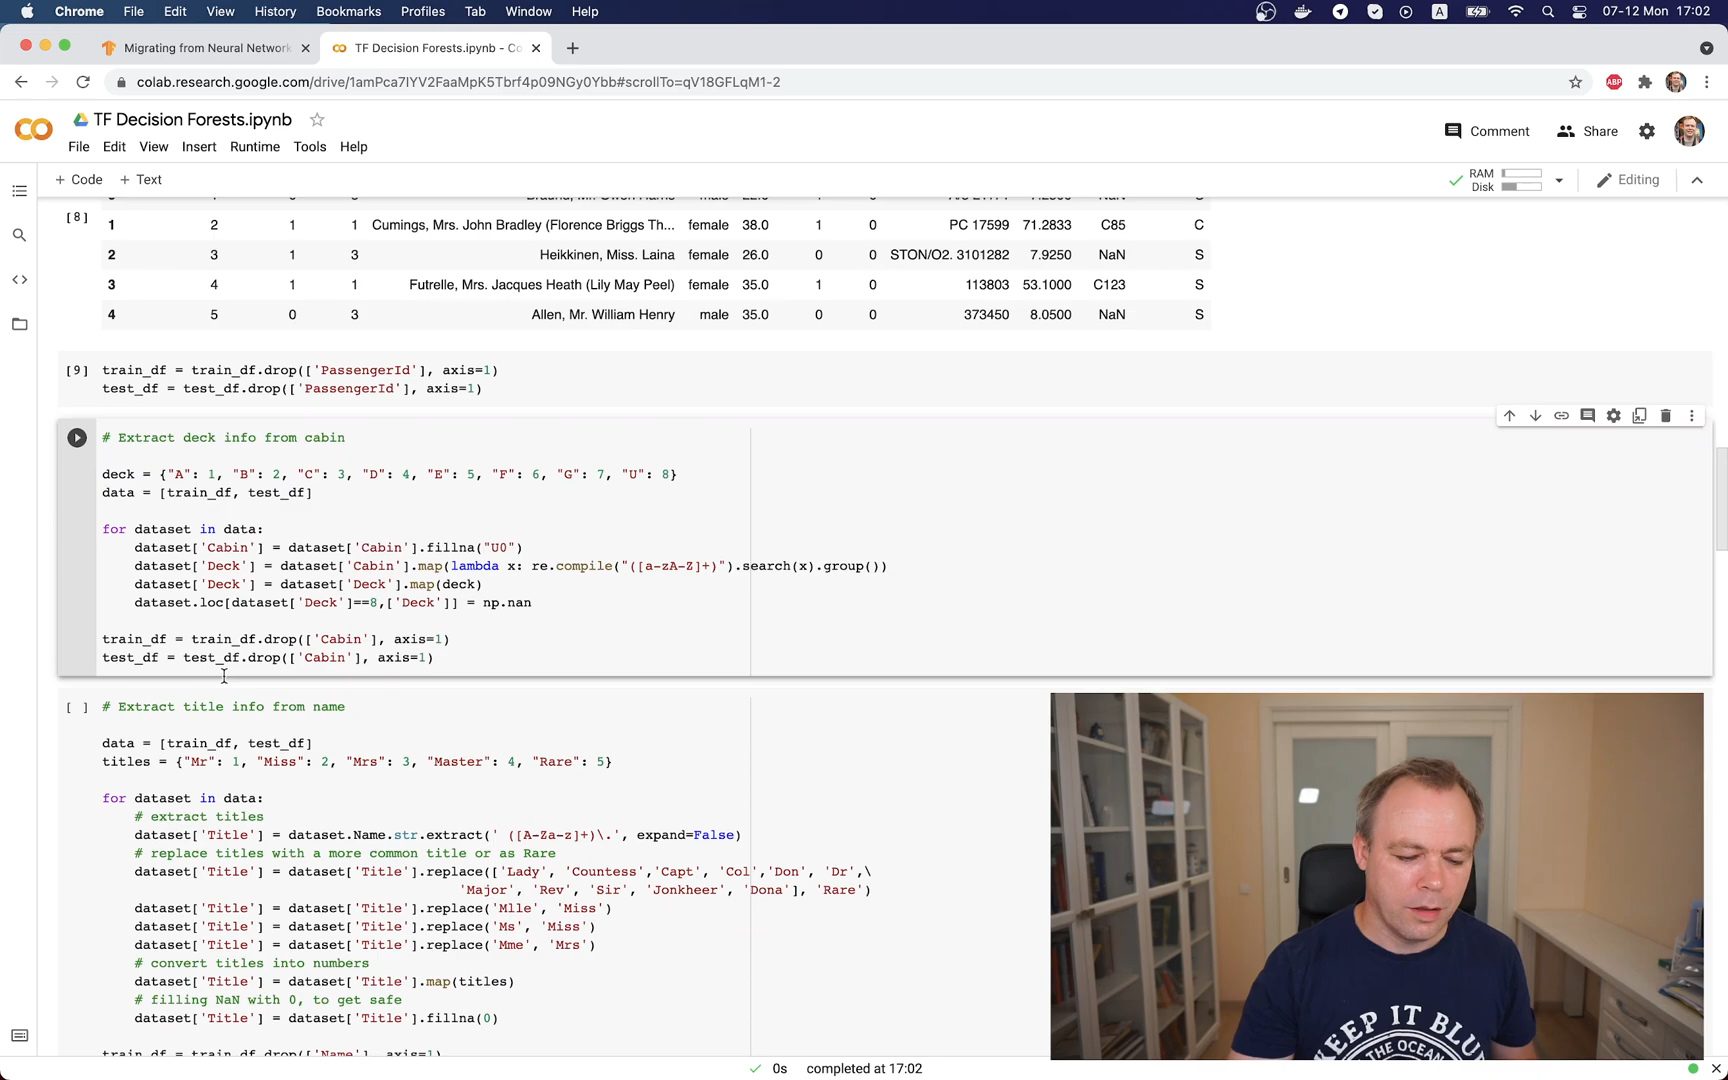 Chrome File Edit View History Bookmarks Profiles Tab Window Help
A 07-12 Mon 17:02
Migrating from Neural Network
TF Decision Forests.ipynb - Co
colab.research.google.com/drive/1amPca7IYV2FaaMpK5Tbrf4p09NGy0Ybb#scrollTo=qV18GFLqM1-2
ABP
TF Decision Forests.ipynb
Comment Share
File Edit View Insert Runtime Tools Help
+ Code + Text
RAM
Disk
Editing
[8] 1 2 1 1 Cumings, Mrs. John Bradley (Florence Briggs Th... female 38.0 1 0 PC 17599 71.2833 C85 C
2 3 1 3 Heikkinen, Miss. Laina female 26.0 0 0 STON/O2. 3101282 7.9250 NaN S
3 4 1 1 Futrelle, Mrs. Jacques Heath (Lily May Peel) female 35.0 1 0 113803 53.1000 C123 S
4 5 0 3 Allen, Mr. William Henry male 35.0 0 0 373450 8.0500 NaN S
[9] train_df = train_df.drop(['PassengerId'], axis=1)
test_df = test_df.drop(['PassengerId'], axis=1)
# Extract deck info from cabin
deck = {"A": 1, "B": 2, "C": 3, "D": 4, "E": 5, "F": 6, "G": 7, "U": 8}
data = [train_df, test_df]
for dataset in data:
dataset['Cabin'] = dataset['Cabin'].fillna("U0")
dataset['Deck'] = dataset['Cabin'].map(lambda x: re.compile("([a-zA-Z]+)").search(x).group())
dataset['Deck'] = dataset['Deck'].map(deck)
dataset.loc[dataset['Deck']==8,['Deck']] = np.nan
train_df = train_df.drop(['Cabin'], axis=1)
test_df = test_df.drop(['Cabin'], axis=1)
[ ] # Extract title info from name
data = [train_df, test_df]
titles = {"Mr": 1, "Miss": 2, "Mrs": 3, "Master": 4, "Rare": 5}
for dataset in data:
# extract titles
dataset['Title'] = dataset.Name.str.extract(' ([A-Za-z]+)\.', expand=False)
# replace titles with a more common title or as Rare
dataset['Title'] = dataset['Title'].replace(['Lady', 'Countess','Capt', 'Col','Don', 'Dr',\
'Major', 'Rev', 'Sir', 'Jonkheer', 'Dona'], 'Rare')
dataset['Title'] = dataset['Title'].replace('Mlle', 'Miss')
dataset['Title'] = dataset['Title'].replace('Ms', 'Miss')
dataset['Title'] = dataset['Title'].replace('Mme', 'Mrs')
# convert titles into numbers
dataset['Title'] = dataset['Title'].map(titles)
# filling NaN with 0, to get safe
dataset['Title'] = dataset['Title'].fillna(0)
train_df = train_df.drop(['Name'], axis=1)
KEEP IT BLUE
THE OCEAN
0s completed at 17:02